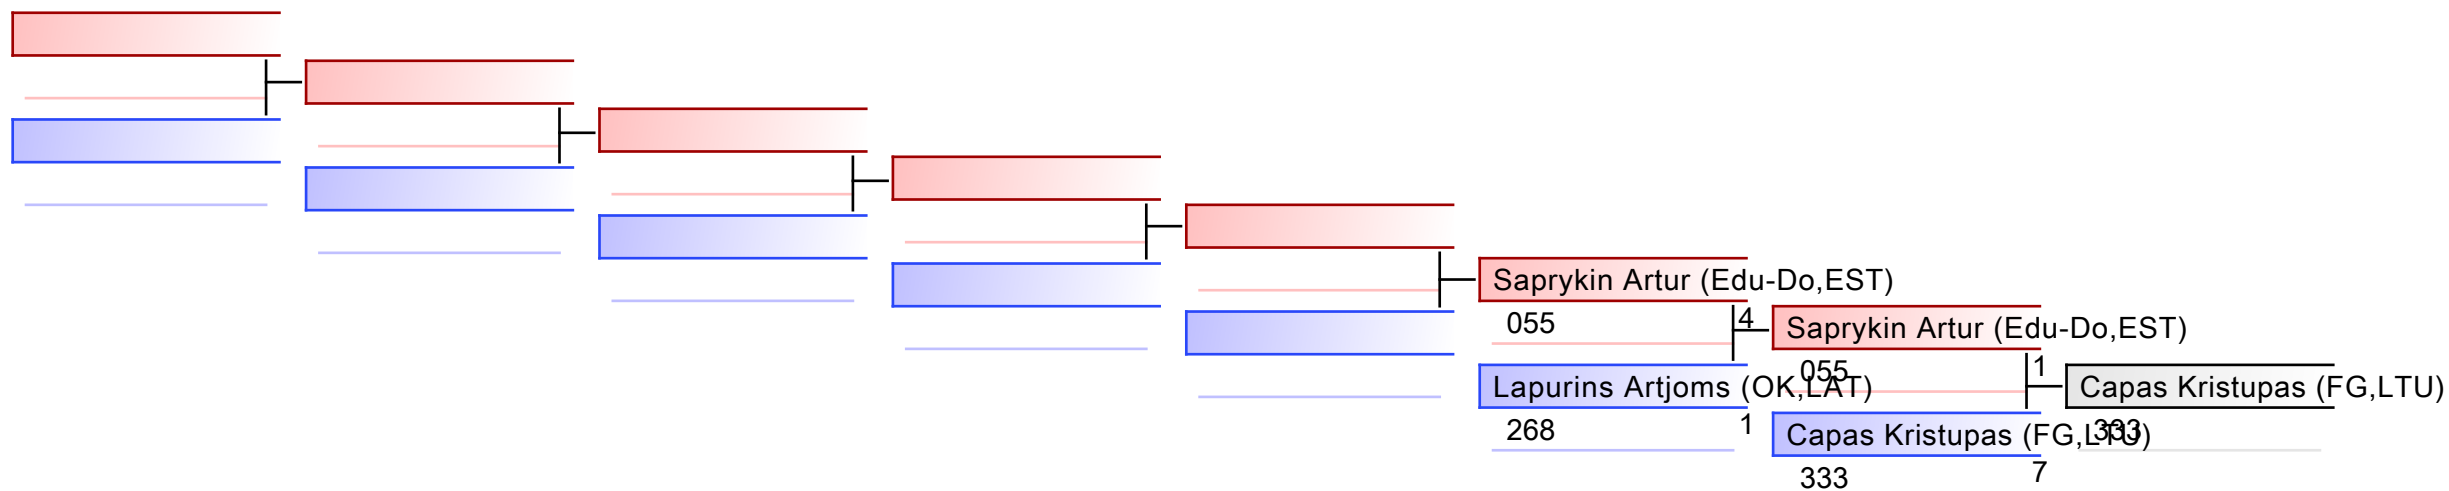 Saprykin Artur (Edu-Do,EST)
055
4
Lapurins Artjoms (OK,LAT)
268
1
Saprykin Artur (Edu-Do,EST)
055
1
Capas Kristupas (FG,LTU)
333
7
Capas Kristupas (FG,LTU)
333